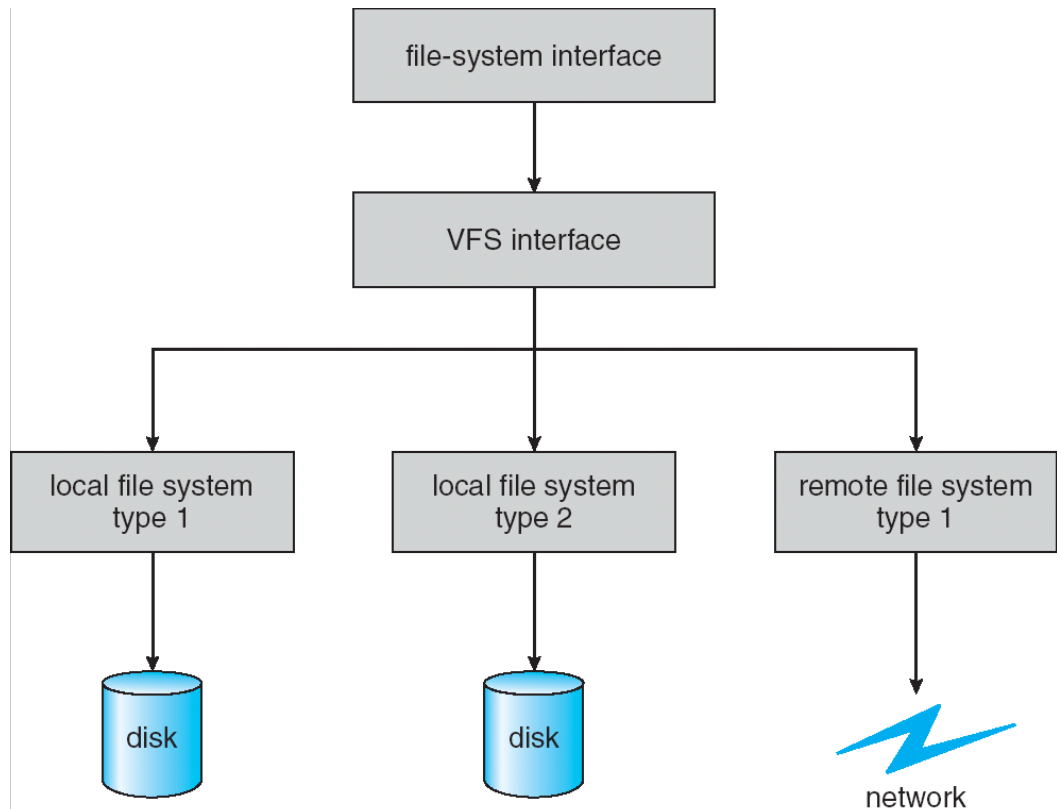 file-system interface
VFS interface
local file system
type 1
local file system
type 2
remote file system
type 1
disk
disk
network